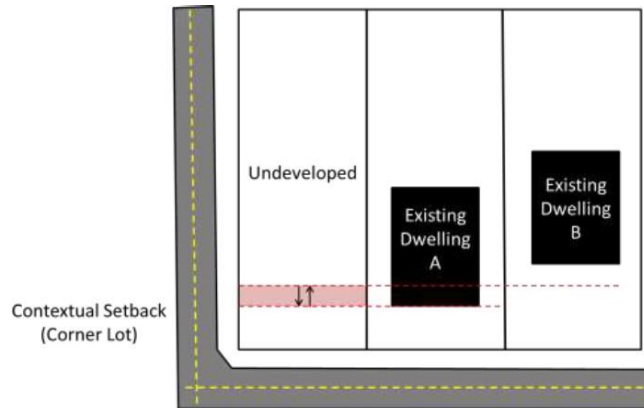 Undeveloped
Existing
Dwelling
A
Existing
Dwelling
B
Contextual Setback
(Corner Lot)